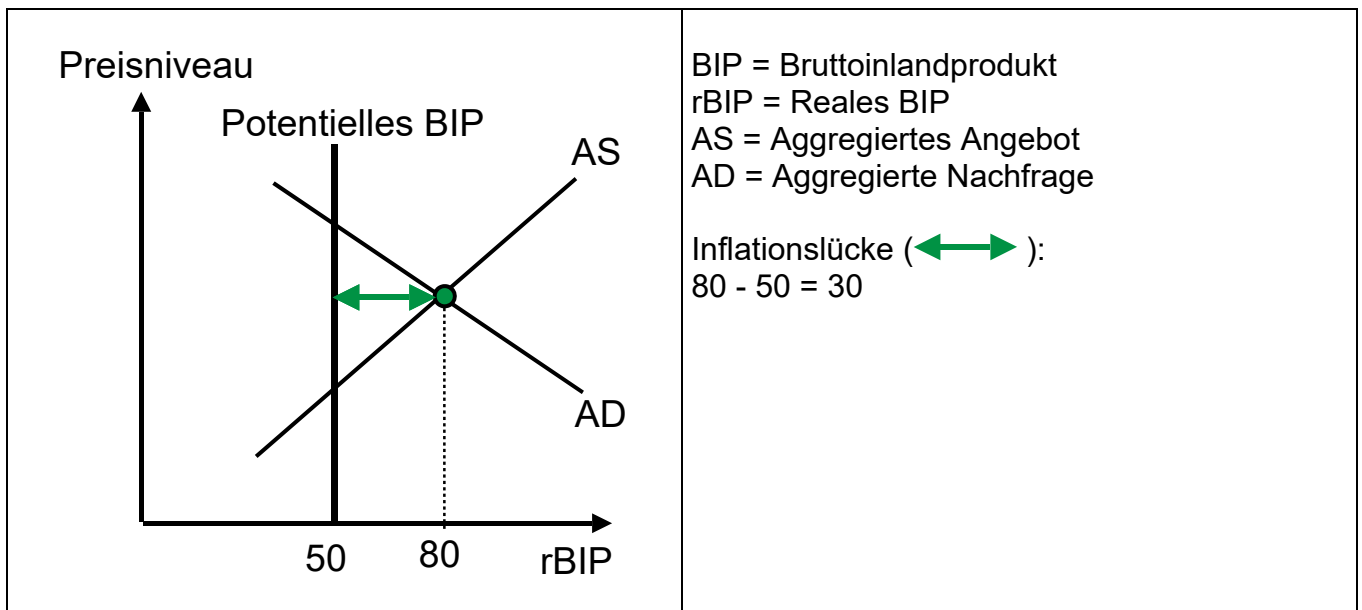 Preisniveau
Potentielles BIP
AS
AD
50
80
rBIP
BIP = Bruttoinlandprodukt
rBIP = Reales BIP
AS = Aggregiertes Angebot
AD = Aggregierte Nachfrage
Inflationslücke ( ):
80 - 50 = 30